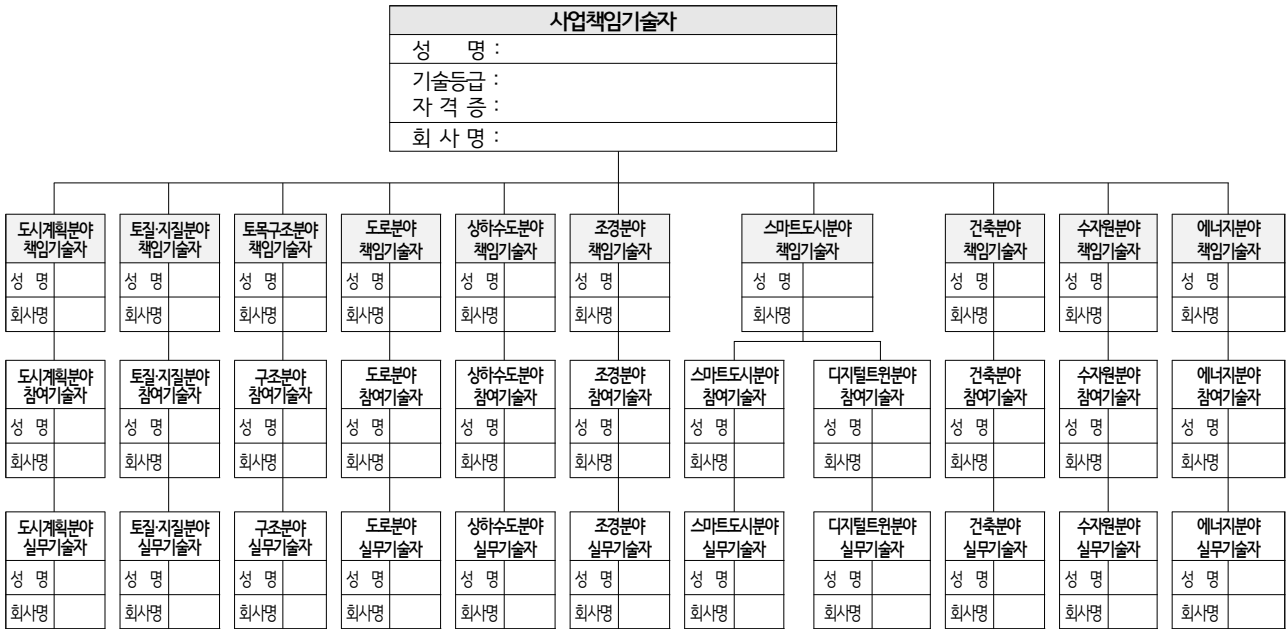 사업책임기술자
성 명 :
기술등급 :
자 격 증 :
회 사 명 :
도시계획분야 토질·지질분야 토목구조분야 도로분야 상하수도분야 조경분야 스마트도시분야 건축분야 수자원분야 에너지분야
책임기술자 책임기술자 책임기술자 책임기술자 책임기술자 책임기술자 책임기술자 책임기술자 책임기술자 책임기술자
성 명 성 명 성 명 성 명 성 명 성 명 성 명 성 명 성 명 성 명
회사명 회사명 회사명 회사명 회사명 회사명 회사명 회사명 회사명 회사명
도시계획분야 토질·지질분야 구조분야 도로분야 상하수도분야 조경분야 스마트도시분야 디지털트윈분야 건축분야 수자원분야 에너지분야
참여기술자 참여기술자 참여기술자 참여기술자 참여기술자 참여기술자 참여기술자 참여기술자 참여기술자 참여기술자 참여기술자
성 명 성 명 성 명 성 명 성 명 성 명 성 명 성 명 성 명 성 명 성 명
회사명 회사명 회사명 회사명 회사명 회사명 회사명 회사명 회사명 회사명 회사명
도시계획분야 토질·지질분야 구조분야 도로분야 상하수도분야 조경분야 스마트도시분야 디지털트윈분야 건축분야 수자원분야 에너지분야
실무기술자 실무기술자 실무기술자 실무기술자 실무기술자 실무기술자 실무기술자 실무기술자 실무기술자 실무기술자 실무기술자
성 명 성 명 성 명 성 명 성 명 성 명 성 명 성 명 성 명 성 명 성 명
회사명 회사명 회사명 회사명 회사명 회사명 회사명 회사명 회사명 회사명 회사명